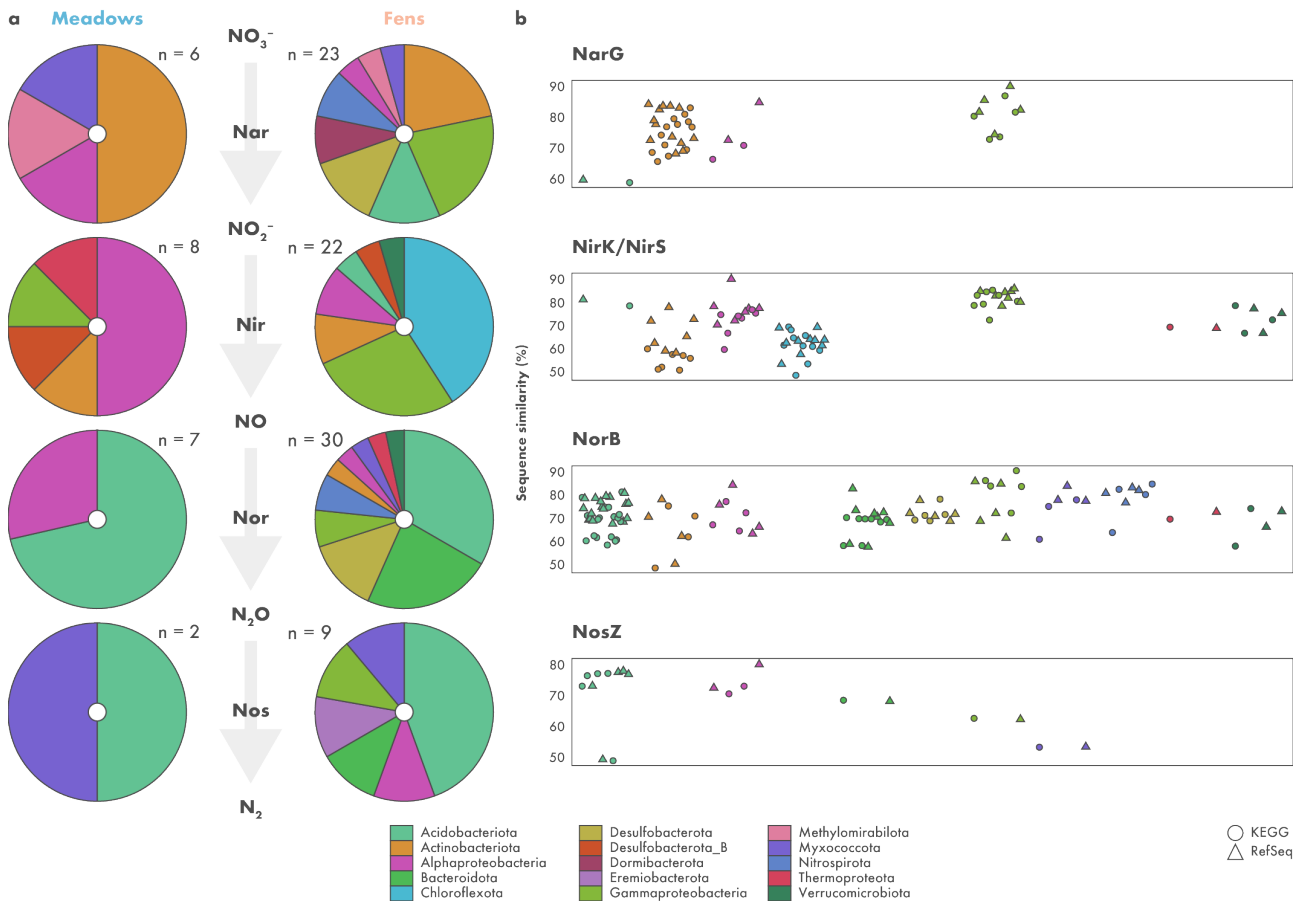 a
Meadows
Fens
b
NO₃⁻
n = 6
n = 23
Nar
NO₂⁻
n = 8
n = 22
Nir
NO
n = 7
n = 30
Nor
N₂O
n = 2
n = 9
Nos
N₂
Sequence similarity (%)
NarG
90
80
70
60
NirK/NirS
90
80
70
60
50
NorB
90
80
70
60
50
NosZ
80
70
60
50
Acidobacteriota
Actinobacteriota
Alphaproteobacteria
Bacteroidota
Chloroflexota
Desulfobacterota
Desulfobacterota_B
Dormibacterota
Eremiobacterota
Gammaproteobacteria
Methylomirabilota
Myxococcota
Nitrospirota
Thermoproteota
Verrucomicrobiota
KEGG
RefSeq